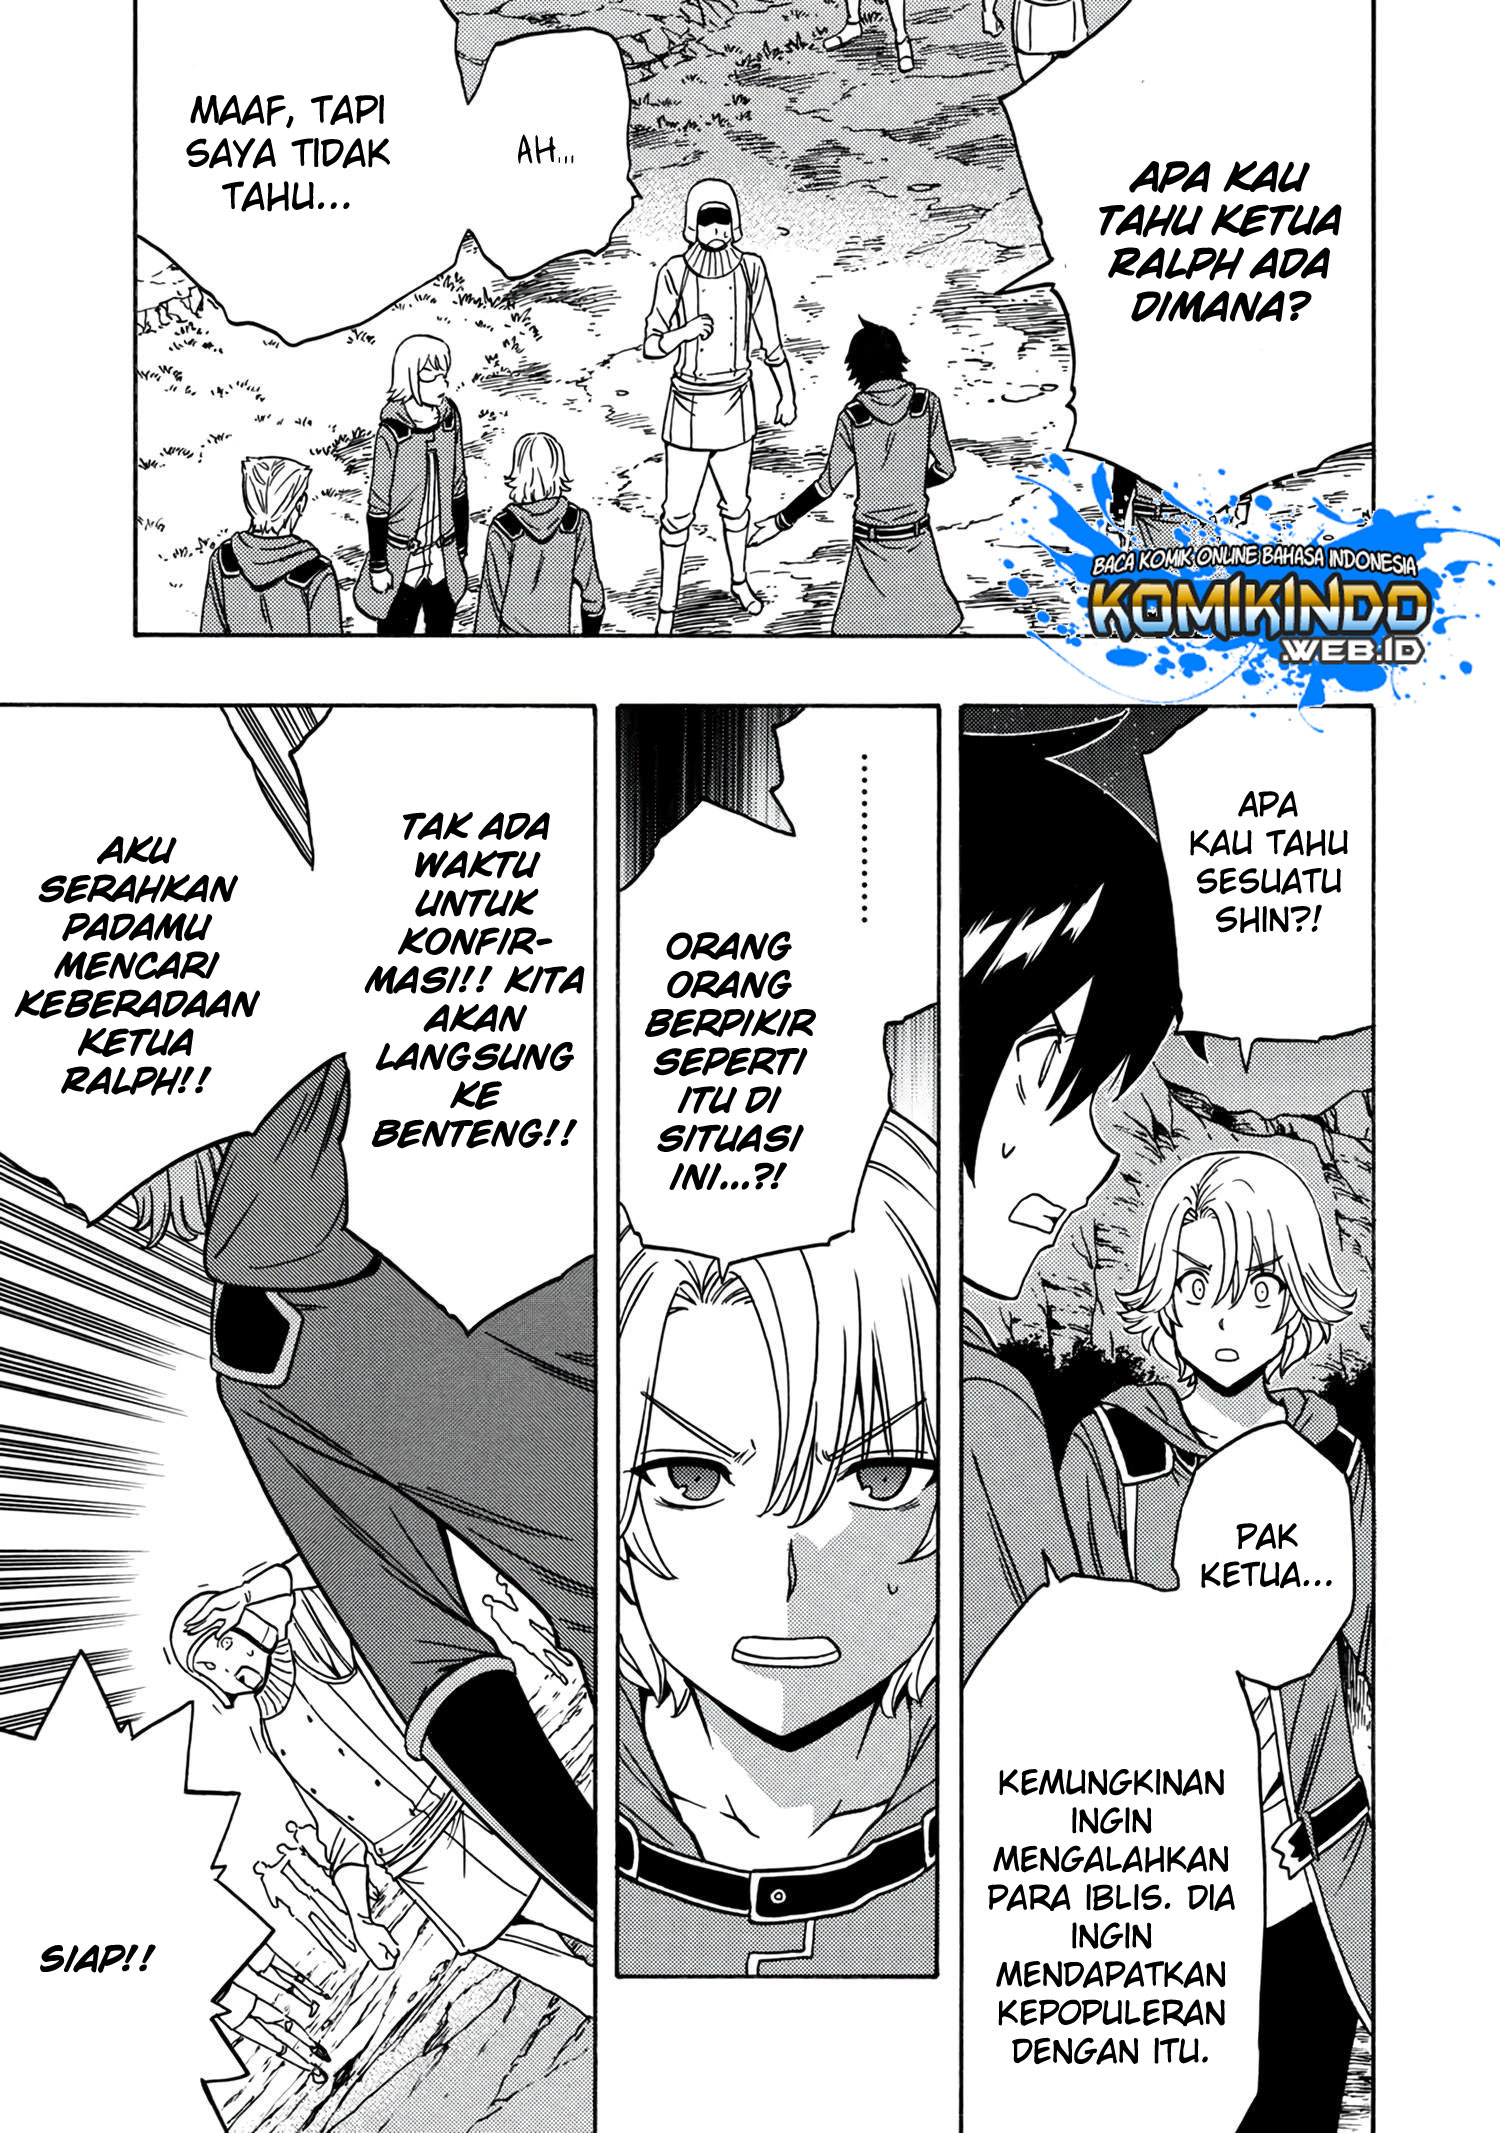 APA KAU
TAHU KETUA
RALPH ADA
DIMANA?
AH...
MAAF, TAPI
SAYA TIDAK
TAHU...
BACA KOMIK ONLINE BAHASA INDONESIA
KOMIKINDO
.WEB.ID
APA
KAU TAHU
SESUATU
SHIN?!
PAK
KETUA...
KEMUNGKINAN
INGIN
MENGALAHKAN
PARA IBLIS. DIA
INGIN
MENDAPATKAN
KEPOPULERAN
DENGAN ITU.
ORANG
ORANG
BERPIKIR
SEPERTI
ITU DI
SITUASI
INI...?!
TAK ADA
WAKTU
UNTUK
KONFIR-
MASI!! KITA
AKAN
LANGSUNG
KE
BENTENG!!
AKU
SERAHKAN
PADAMU
MENCARI
KEBERADAAN
KETUA
RALPH!!
SIAP!!